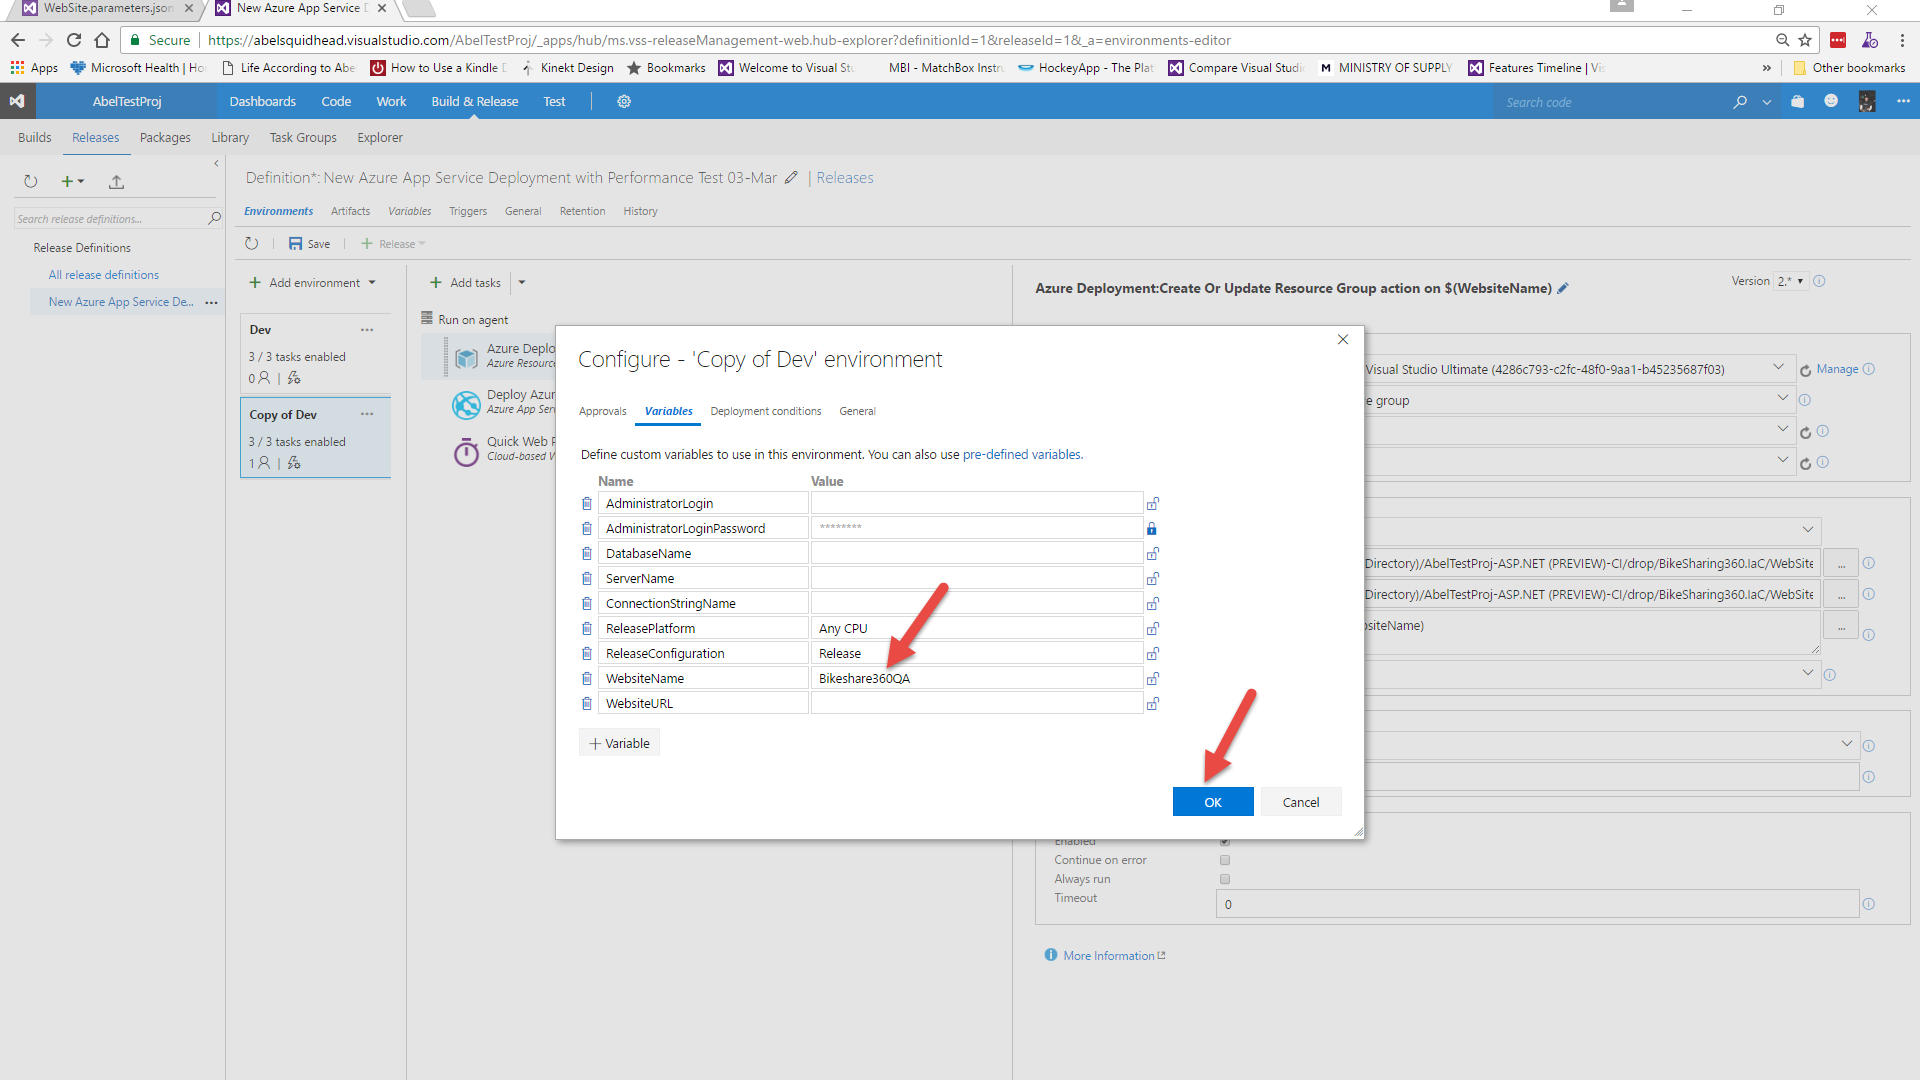 WebSite.parameters.json
New Azure App Service D
Secure
https://abelsquidhead.visualstudio.com/AbelTestProj/_apps/hub/ms.vss-releaseManagement-web.hub-explorer?definitionId=1&releaseId=1&_a=environments-editor
Apps
Microsoft Health | Ho
Life According to Abe
How to Use a Kindle D
Kinekt Design
Bookmarks
Welcome to Visual Stu
MBI - MatchBox Instru
HockeyApp - The Plat
Compare Visual Studio
M MINISTRY OF SUPPLY
Features Timeline | Vis
»
Other bookmarks
AbelTestProj
Dashboards
Code
Work
Build & Release
Test
Search code
Builds
Releases
Packages
Library
Task Groups
Explorer
Definition*: New Azure App Service Deployment with Performance Test 03-Mar | Releases
Environments
Artifacts
Variables
Triggers
General
Retention
History
Search release definitions...
Save
Release
Release Definitions
All release definitions
New Azure App Service De...
Add environment
Add tasks
Version 2.*
Azure Deployment:Create Or Update Resource Group action on $(WebsiteName)
Run on agent
Dev
3 / 3 tasks enabled
0
Copy of Dev
3 / 3 tasks enabled
1
Azure Deplo
Azure Resourc
Deploy Azur
Azure App Serv
Quick Web P
Cloud-based W
Visual Studio Ultimate (4286c793-c2fc-48f0-9aa1-b45235687f03)
Manage
e group
Configure - 'Copy of Dev' environment
Approvals
Variables
Deployment conditions
General
Define custom variables to use in this environment. You can also use pre-defined variables.
Name
Value
AdministratorLogin
AdministratorLoginPassword
********
DatabaseName
ServerName
ConnectionStringName
ReleasePlatform
Any CPU
ReleaseConfiguration
Release
WebsiteName
Bikeshare360QA
WebsiteURL
+ Variable
OK
Cancel
Directory)/AbelTestProj-ASP.NET (PREVIEW)-CI/drop/BikeSharing360.IaC/WebSite
...
Directory)/AbelTestProj-ASP.NET (PREVIEW)-CI/drop/BikeSharing360.IaC/WebSite
...
bsiteName)
...
Enabled
Continue on error
Always run
Timeout
0
More Information